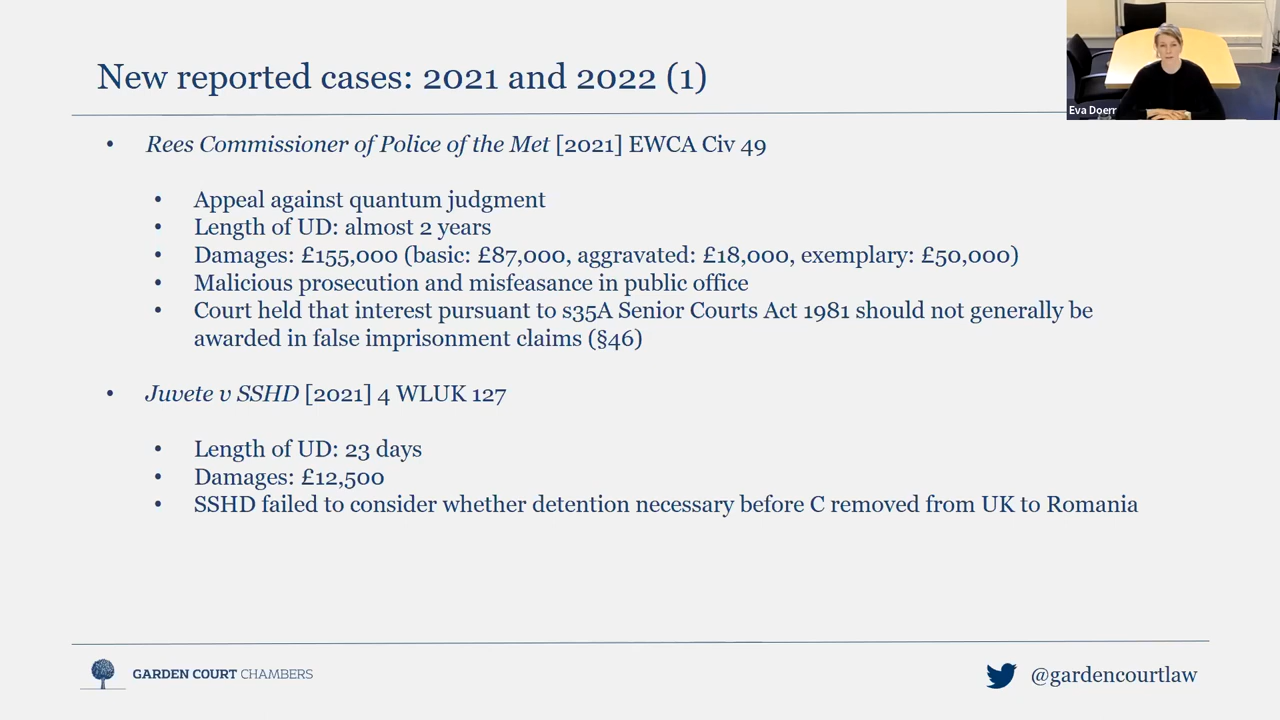 New reported cases: 2021 and 2022 (1)
Eva Doerr
• Rees Commissioner of Police of the Met [2021] EWCA Civ 49
• Appeal against quantum judgment
• Length of UD: almost 2 years
• Damages: £155,000 (basic: £87,000, aggravated: £18,000, exemplary: £50,000)
• Malicious prosecution and misfeasance in public office
• Court held that interest pursuant to s35A Senior Courts Act 1981 should not generally be
awarded in false imprisonment claims (§46)
• Juvete v SSHD [2021] 4 WLUK 127
• Length of UD: 23 days
• Damages: £12,500
• SSHD failed to consider whether detention necessary before C removed from UK to Romania
GARDEN COURT CHAMBERS
@gardencourtlaw